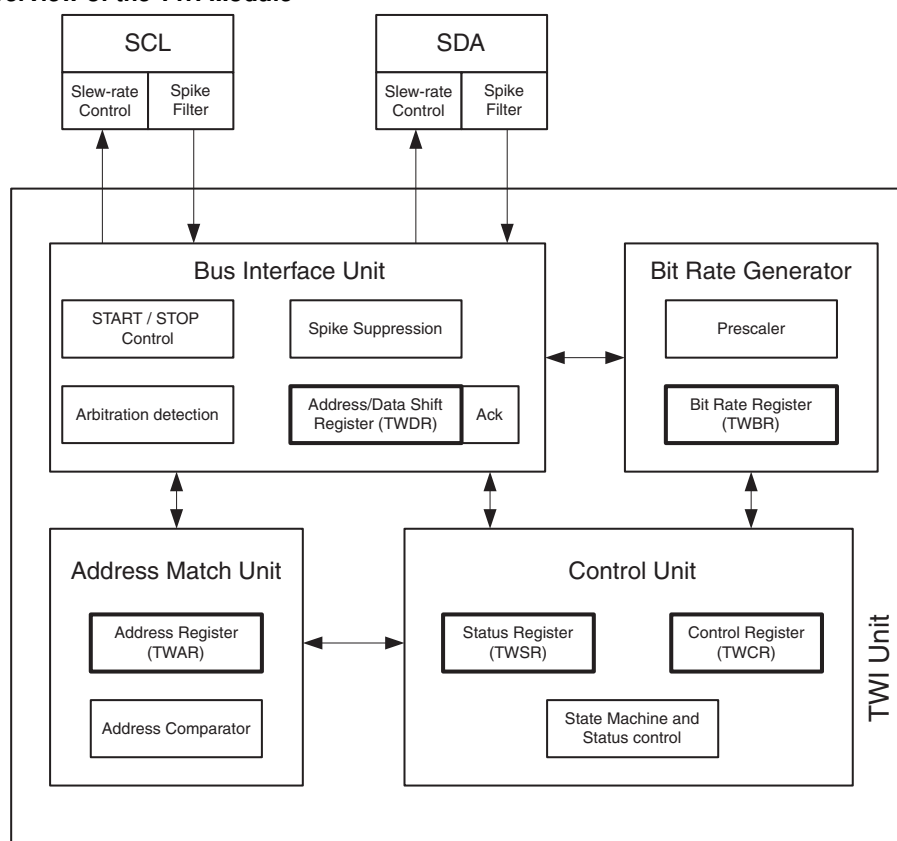 SCL
SDA
Slew-rate
Control
Spike
Filter
Slew-rate
Control
Spike
Filter
Bus Interface Unit
START / STOP
Control
Spike Suppression
Arbitration detection
Address/Data Shift
Register (TWDR)
Ack
Bit Rate Generator
Prescaler
Bit Rate Register
(TWBR)
Address Match Unit
Address Register
(TWAR)
Address Comparator
Control Unit
Status Register
(TWSR)
Control Register
(TWCR)
State Machine and
Status control
TWI Unit